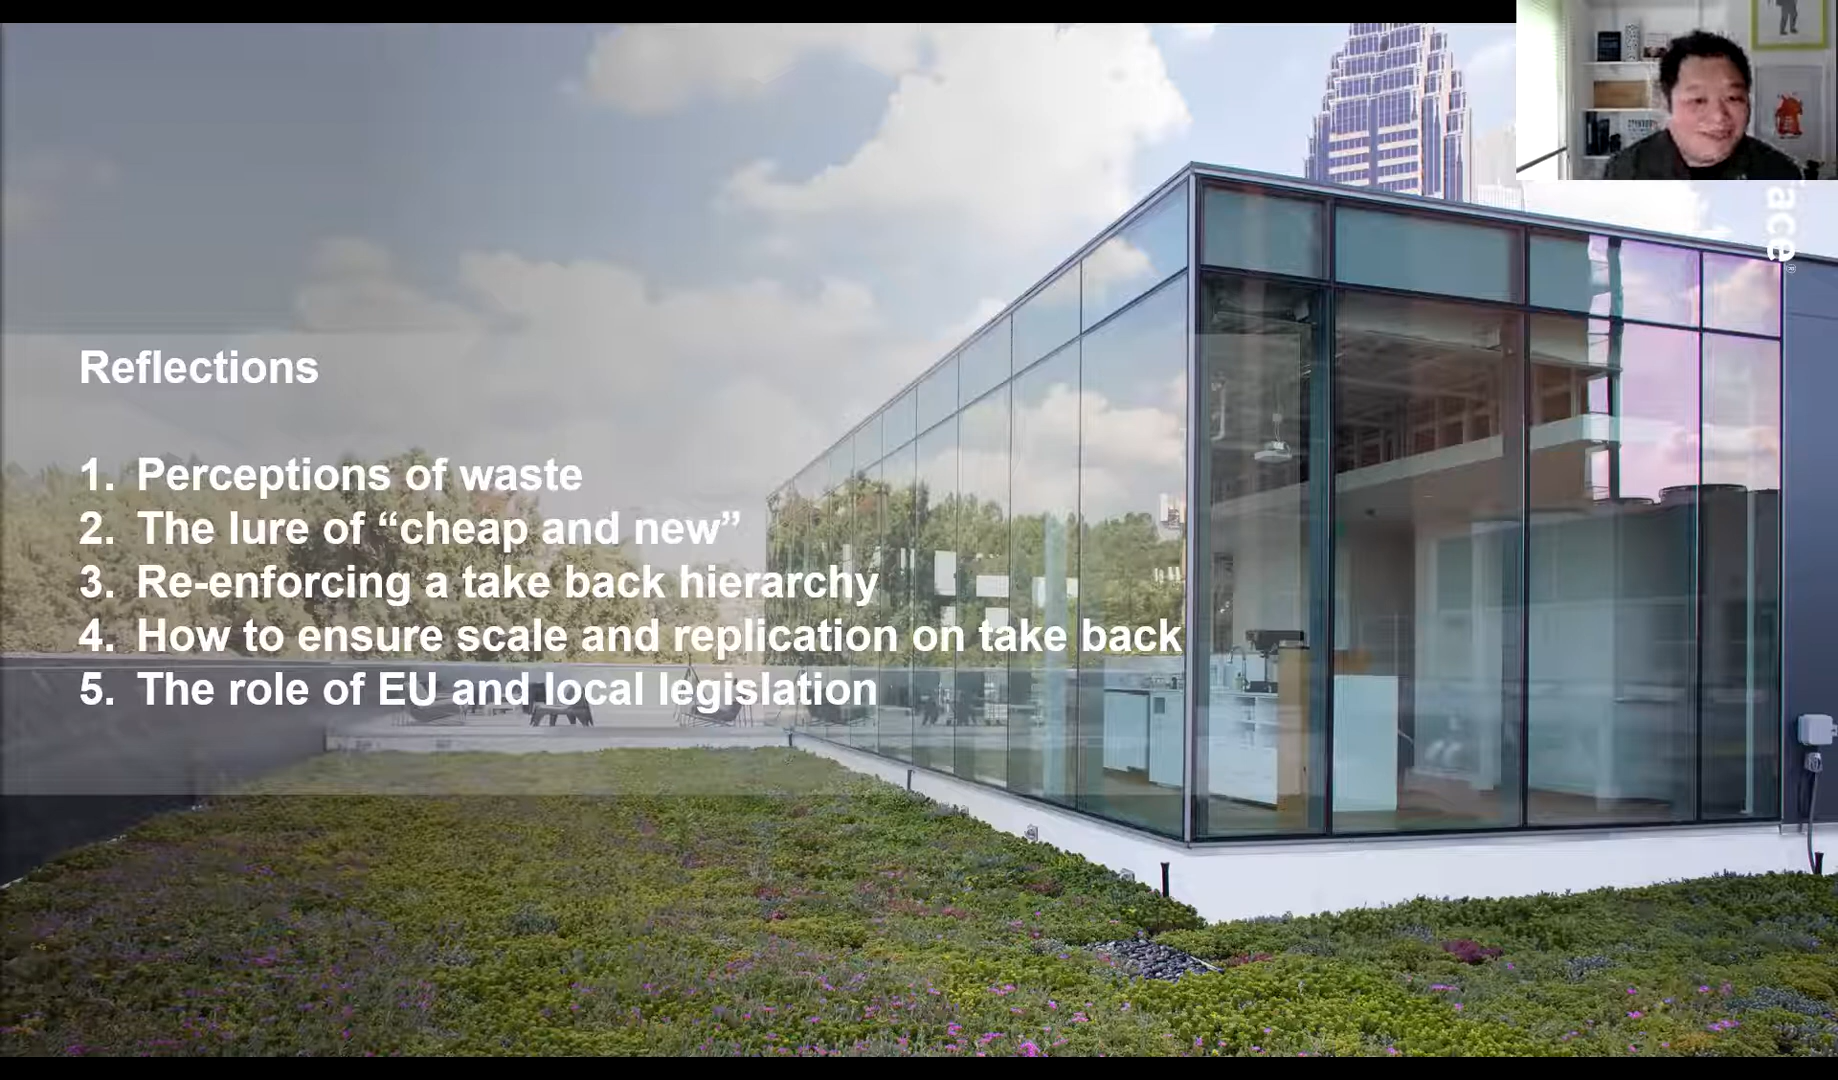 Reflections
1. Perceptions of waste
2. The lure of “cheap and new”
3. Re-enforcing a take back hierarchy
4. How to ensure scale and replication on take back
5. The role of EU and local legislation